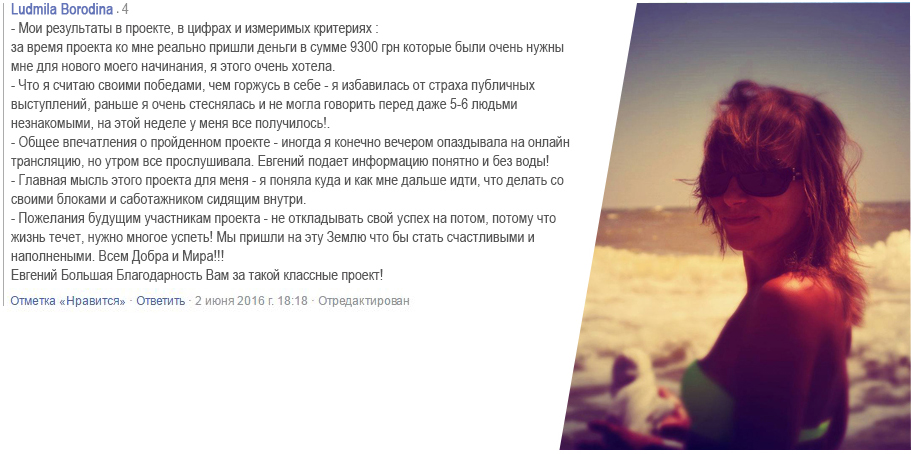 Ludmila Borodina · 4
- Мои результаты в проекте, в цифрах и измеримых критериях :
за время проекта ко мне реально пришли деньги в сумме 9300 грн которые были очень нужны
мне для нового моего начинания, я этого очень хотела.
- Что я считаю своими победами, чем горжусь в себе - я избавилась от страха публичных
выступлений, раньше я очень стеснялась и не могла говорить перед даже 5-6 людьми
незнакомыми, на этой неделе у меня все получилось!.
- Общее впечатления о пройденном проекте - иногда я конечно вечером опаздывала на онлайн
трансляцию, но утром все прослушивала. Евгений подает информацию понятно и без воды!
- Главная мысль этого проекта для меня - я поняла куда и как мне дальше идти, что делать со
своими блоками и саботажником сидящим внутри.
- Пожелания будущим участникам проекта - не откладывать свой успех на потом, потому что
жизнь течет, нужно многое успеть! Мы пришли на эту Землю что бы стать счастливыми и
наполнеными. Всем Добра и Мира!!!
Евгений Большая Благодарность Вам за такой классные проект!
Отметка «Нравится» · Ответить · 2 июня 2016 г. 18:18 · Отредактирован